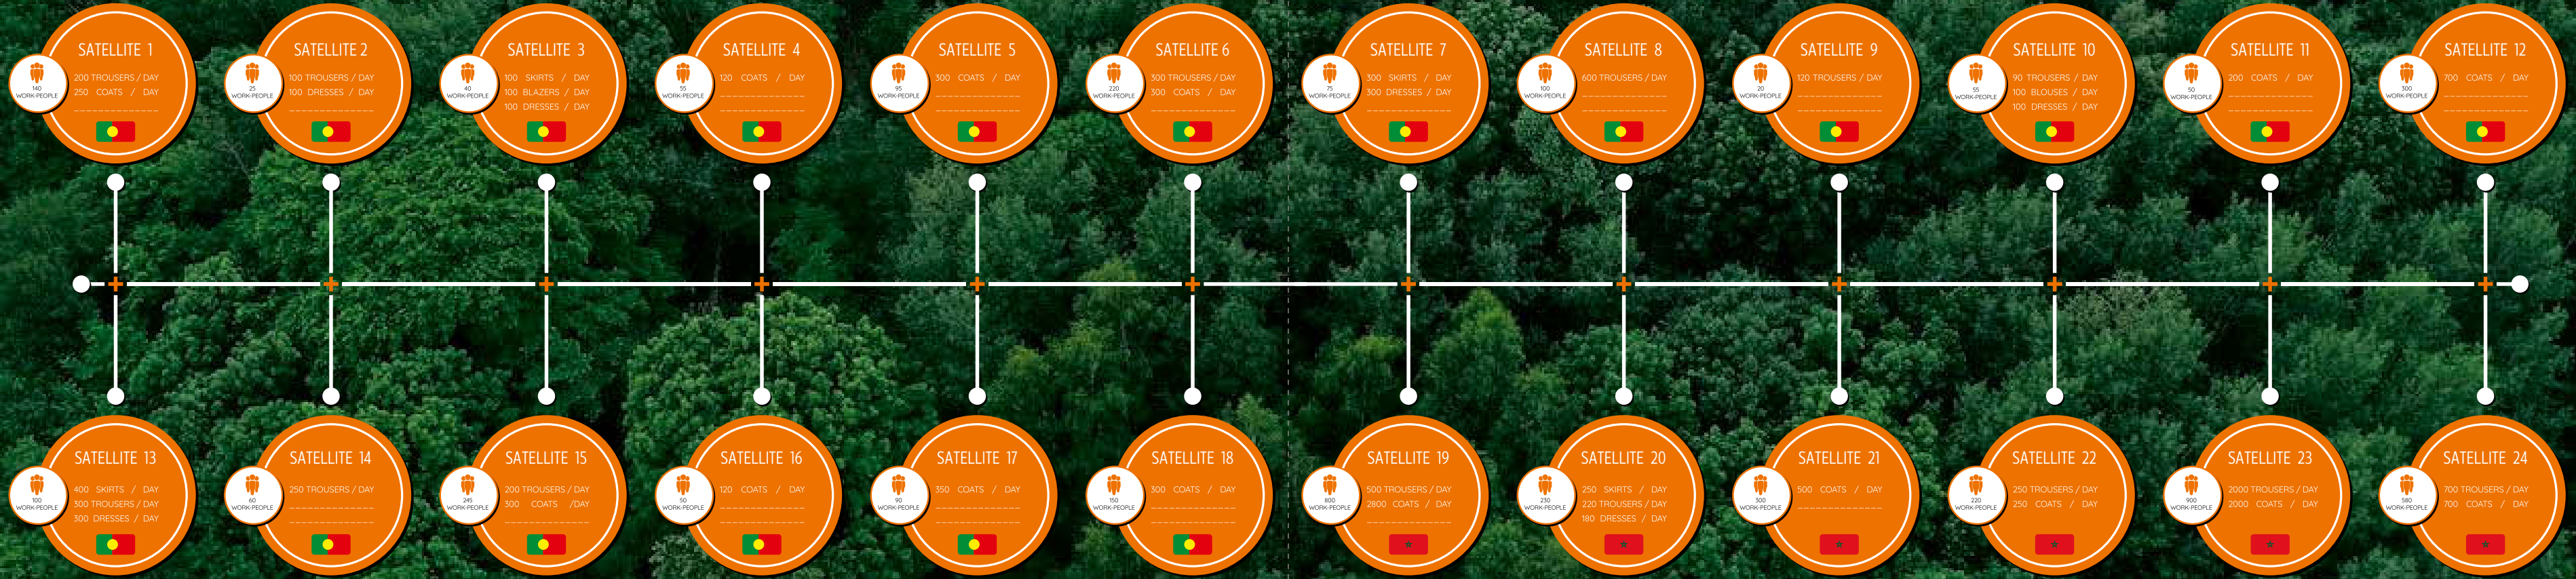 SATELLITE 1
200 TROUSERS / DAY
250 COATS / DAY
140
WORK-PEOPLE
SATELLITE 2
100 TROUSERS / DAY
100 DRESSES / DAY
25
WORK-PEOPLE
SATELLITE 3
100 SKIRTS / DAY
100 BLAZERS / DAY
100 DRESSES / DAY
40
WORK-PEOPLE
SATELLITE 4
120 COATS / DAY
55
WORK-PEOPLE
SATELLITE 5
300 COATS / DAY
95
WORK-PEOPLE
SATELLITE 6
300 TROUSERS / DAY
300 COATS / DAY
220
WORK-PEOPLE
SATELLITE 7
300 SKIRTS / DAY
300 DRESSES / DAY
75
WORK-PEOPLE
SATELLITE 8
600 TROUSERS / DAY
100
WORK-PEOPLE
SATELLITE 9
120 TROUSERS / DAY
20
WORK-PEOPLE
SATELLITE 10
90 TROUSERS / DAY
100 BLOUSES / DAY
100 DRESSES / DAY
55
WORK-PEOPLE
SATELLITE 11
200 COATS / DAY
50
WORK-PEOPLE
SATELLITE 12
700 COATS / DAY
300
WORK-PEOPLE
SATELLITE 13
400 SKIRTS / DAY
300 TROUSERS / DAY
300 DRESSES / DAY
100
WORK-PEOPLE
SATELLITE 14
250 TROUSERS / DAY
60
WORK-PEOPLE
SATELLITE 15
200 TROUSERS / DAY
300 COATS /DAY
245
WORK-PEOPLE
SATELLITE 16
120 COATS / DAY
50
WORK-PEOPLE
SATELLITE 17
350 COATS / DAY
90
WORK-PEOPLE
SATELLITE 18
300 COATS / DAY
150
WORK-PEOPLE
SATELLITE 19
500 TROUSERS / DAY
2800 COATS / DAY
800
WORK-PEOPLE
SATELLITE 20
250 SKIRTS / DAY
220 TROUSERS / DAY
180 DRESSES / DAY
230
WORK-PEOPLE
SATELLITE 21
500 COATS / DAY
300
WORK-PEOPLE
SATELLITE 22
250 TROUSERS / DAY
250 COATS / DAY
220
WORK-PEOPLE
SATELLITE 23
2000 TROUSERS / DAY
2000 COATS / DAY
900
WORK-PEOPLE
SATELLITE 24
700 TROUSERS / DAY
700 COATS / DAY
580
WORK-PEOPLE